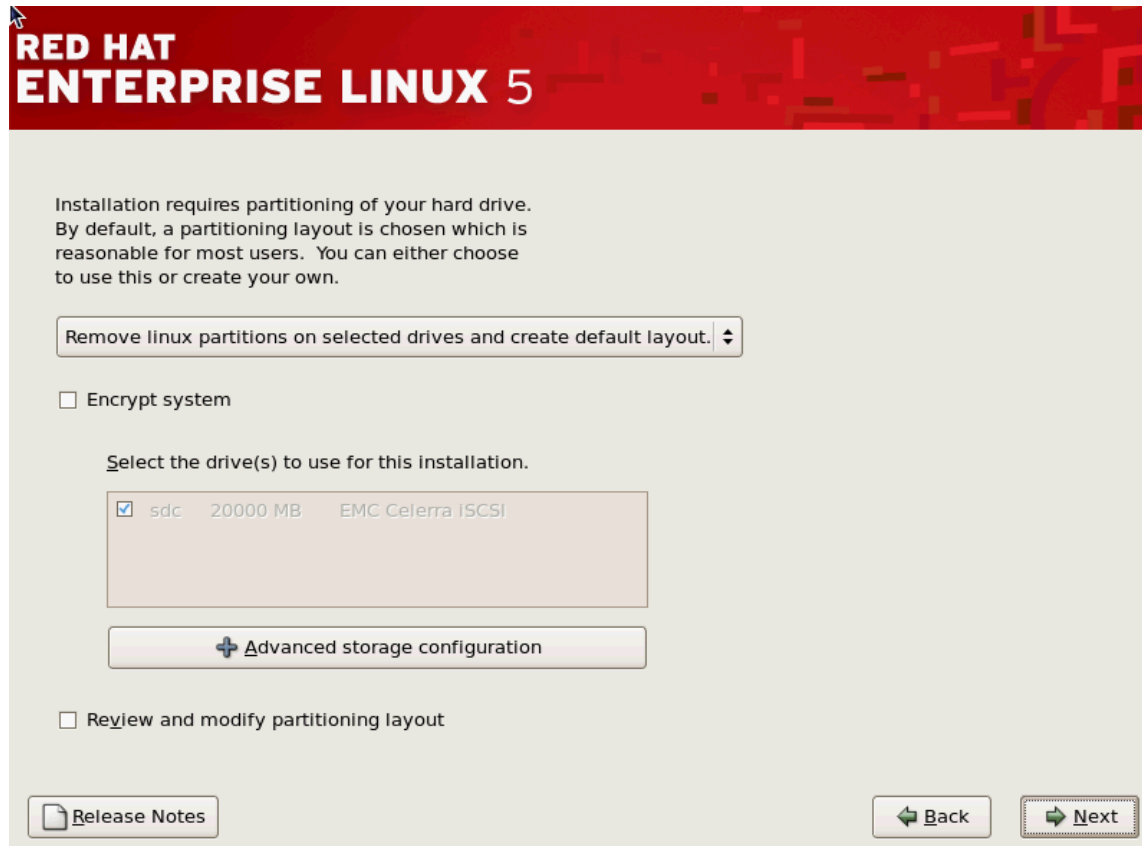 RED HAT
ENTERPRISE LINUX 5
Installation requires partitioning of your hard drive.
By default, a partitioning layout is chosen which is
reasonable for most users.  You can either choose
to use this or create your own.
Remove linux partitions on selected drives and create default layout.
Encrypt system
Select the drive(s) to use for this installation.
sdc 20000 MB EMC Celerra iSCSI
Advanced storage configuration
Review and modify partitioning layout
Release Notes Back Next